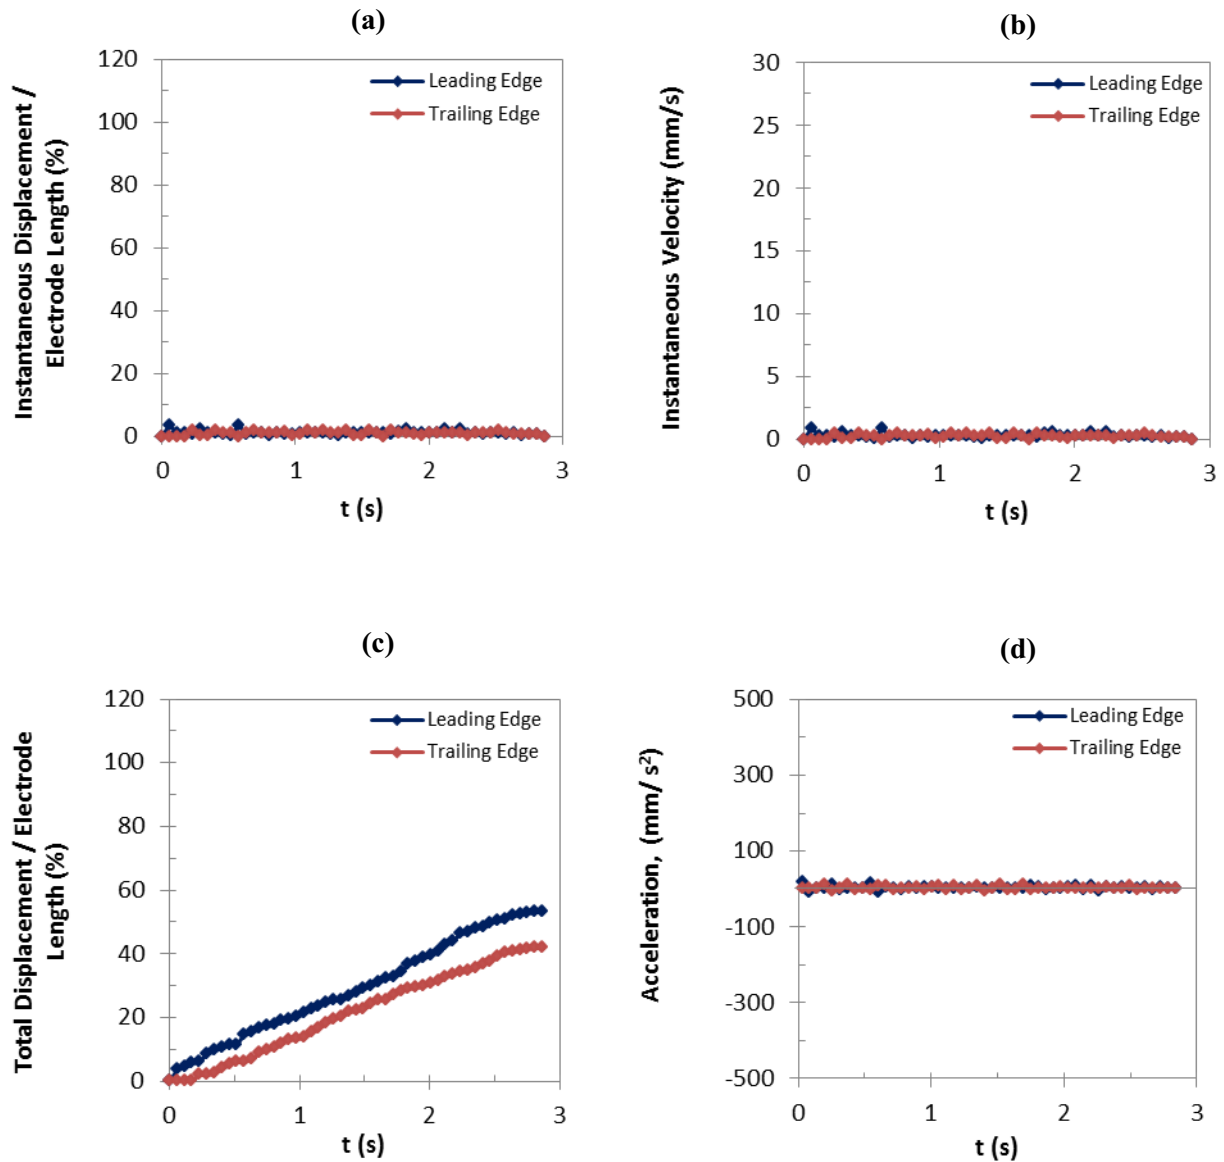 (a)
120
100
80
60
40
20
0
0 1 2 3
Instantaneous Displacement /
Electrode Length (%)
t (s)
Leading Edge
Trailing Edge
(b)
30
25
20
15
10
5
0
0 1 2 3
Instantaneous Velocity (mm/s)
t (s)
Leading Edge
Trailing Edge
(c)
120
100
80
60
40
20
0
0 1 2 3
Total Displacement / Electrode
Length (%)
t (s)
Leading Edge
Trailing Edge
(d)
500
300
100
-100
-300
-500
0 1 2 3
Acceleration, (mm/ s²)
t (s)
Leading Edge
Trailing Edge